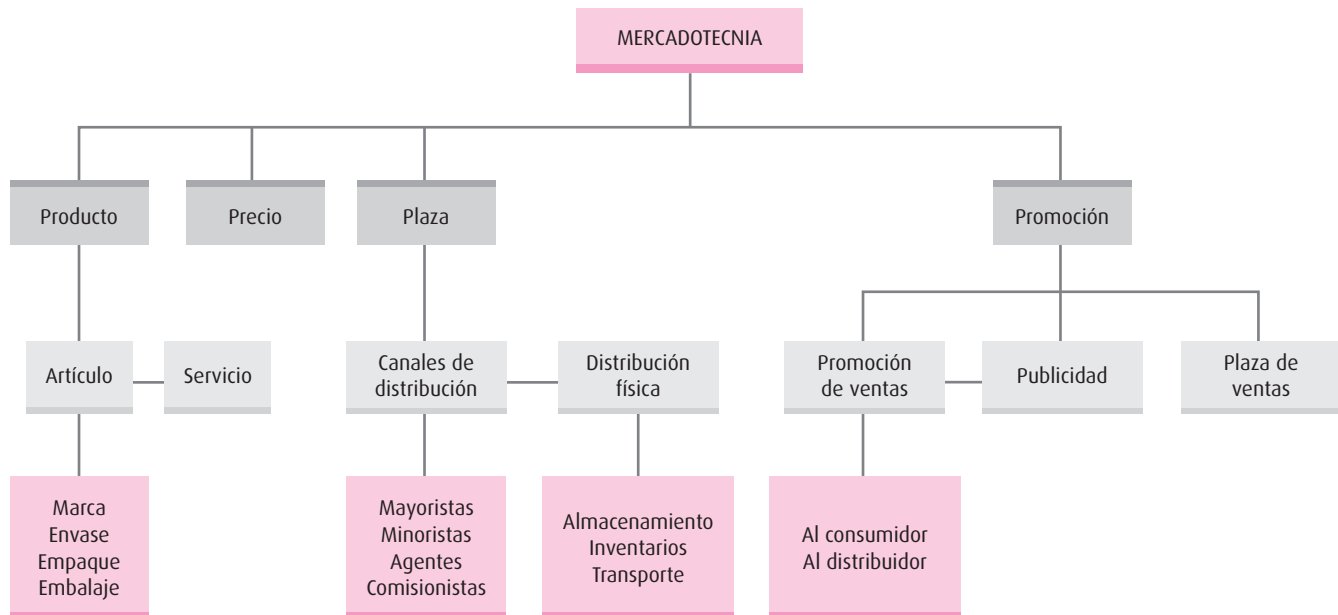 MERCADOTECNIA
Producto
Precio
Plaza
Promoción
Artículo
Servicio
Canales de
distribución
Distribución
física
Promoción
de ventas
Publicidad
Plaza de
ventas
Marca
Envase
Empaque
Embalaje
Mayoristas
Minoristas
Agentes
Comisionistas
Almacenamiento
Inventarios
Transporte
Al consumidor
Al distribuidor